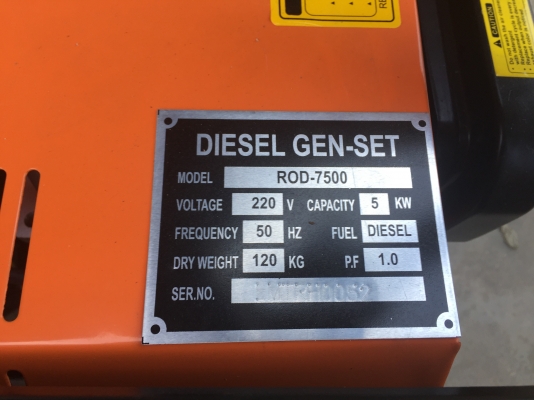 CAUTION
DIESEL GEN-SET
MODEL ROD-7500
VOLTAGE 220 V CAPACITY 5 KW
FREQUENCY 50 HZ FUEL DIESEL
DRY WEIGHT 120 KG P.F 1.0
SER.NO.